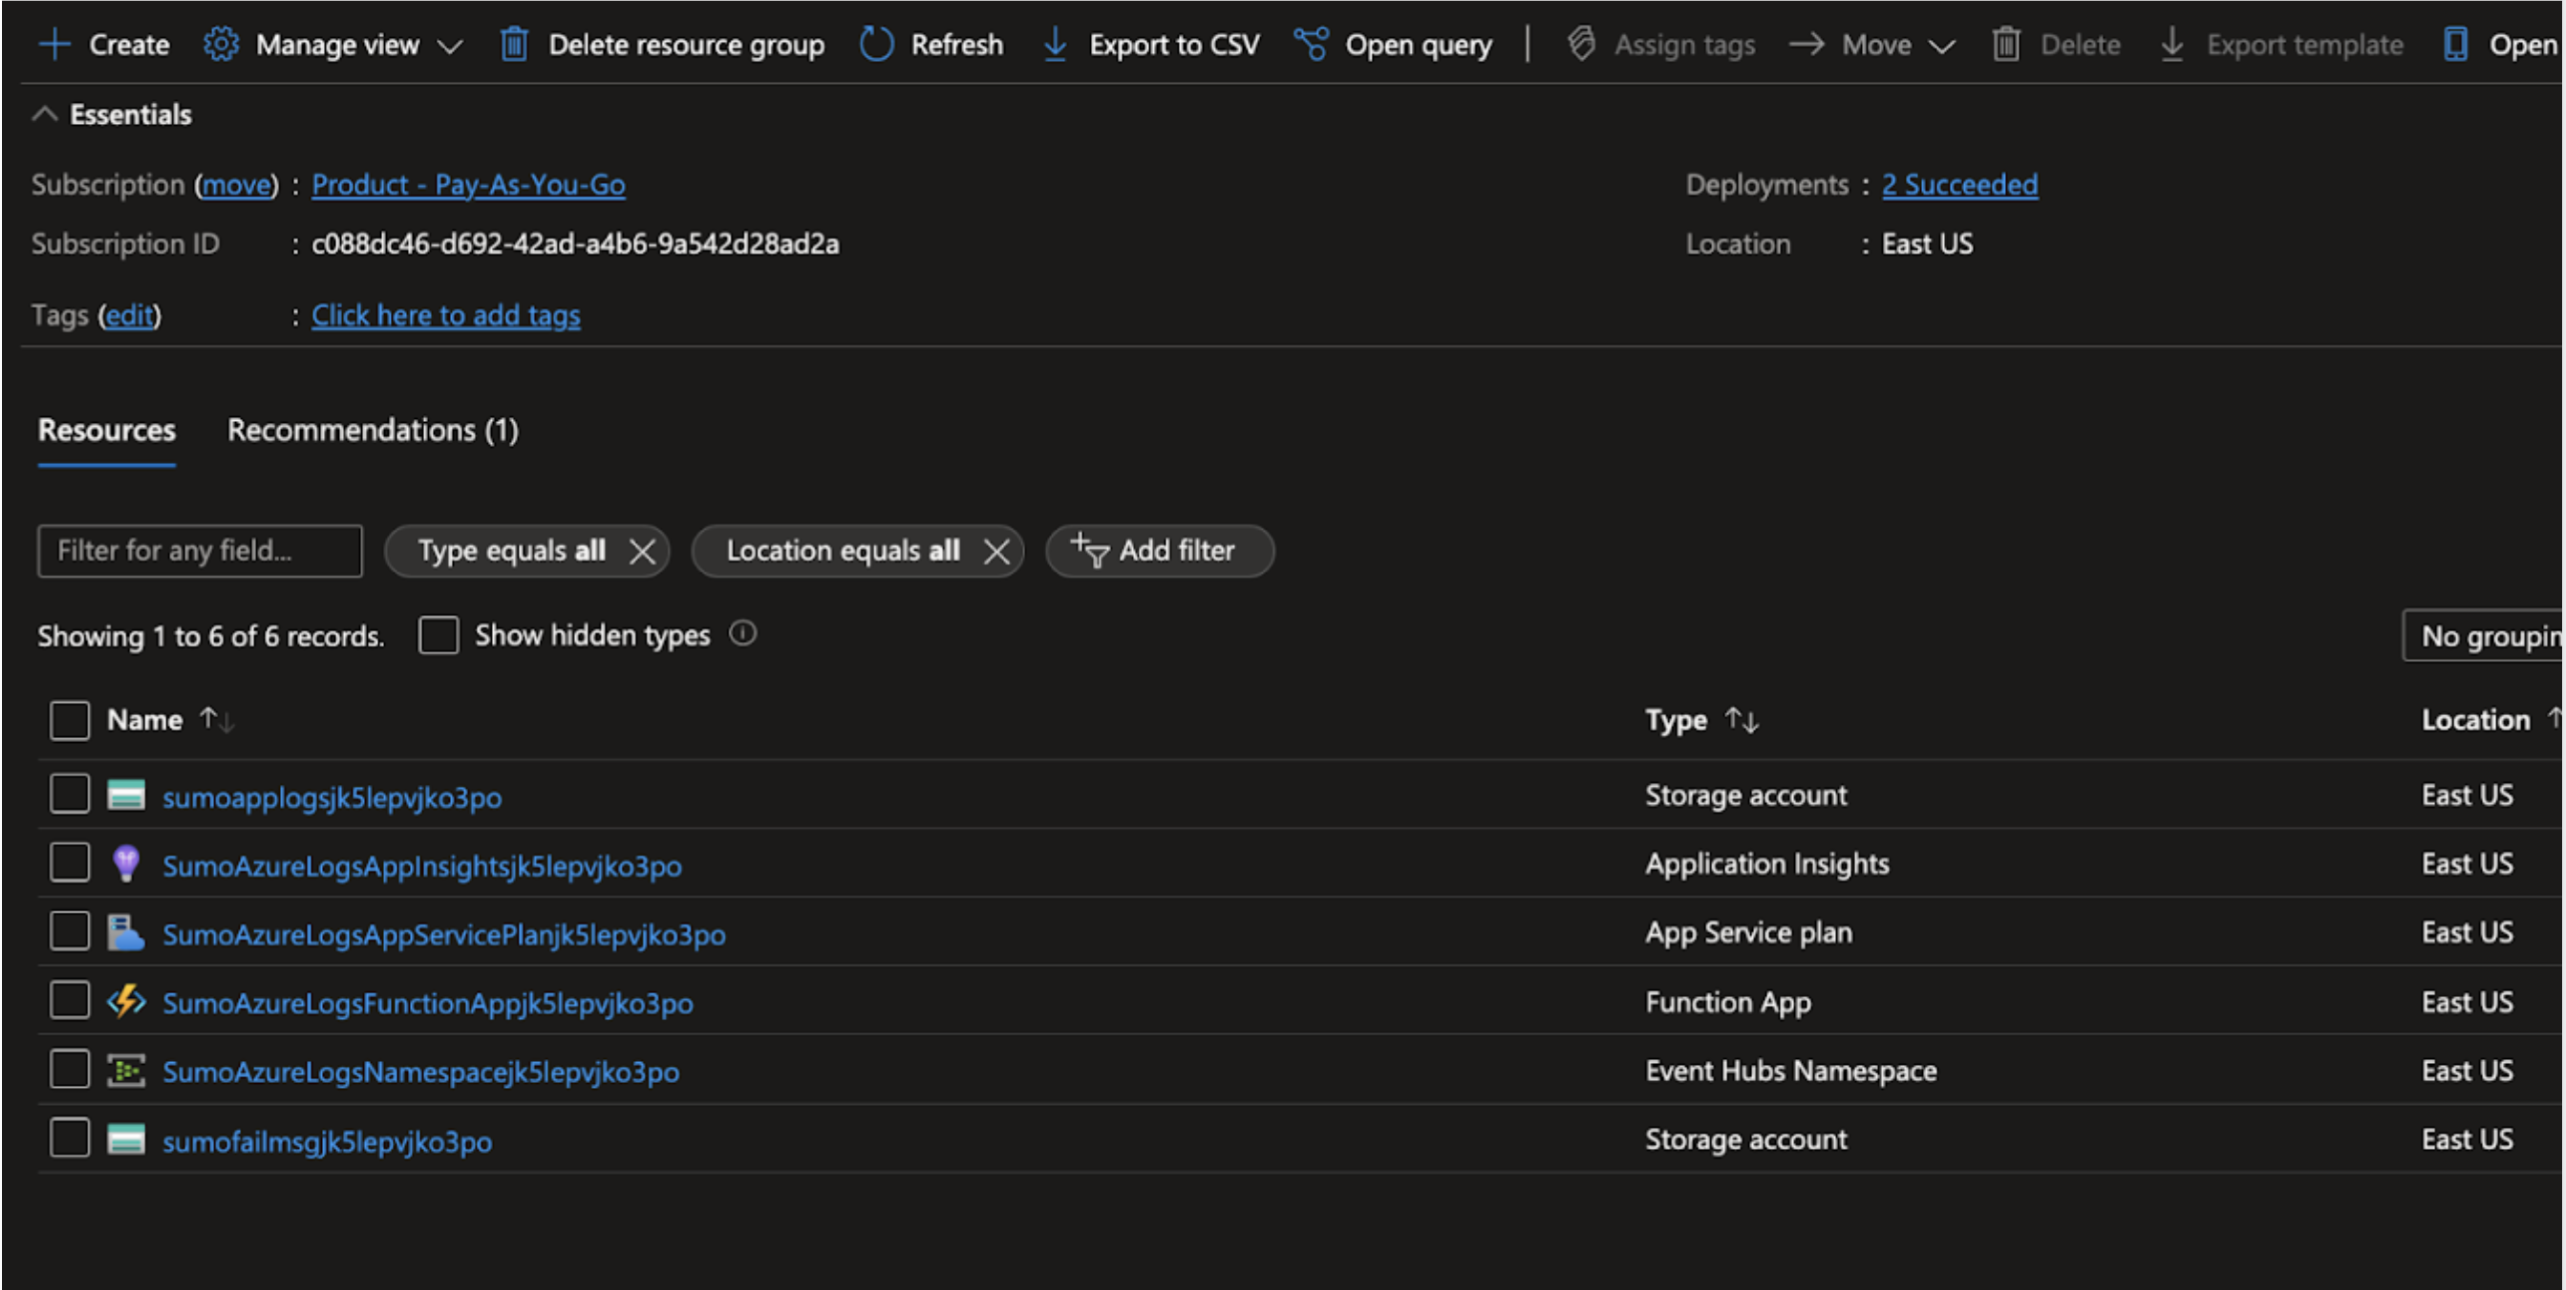 Create Manage view Delete resource group Refresh Export to CSV Open query Assign tags Move Delete Export template Open
Essentials
Subscription (move) : Product - Pay-As-You-Go Deployments : 2 Succeeded
Subscription ID : c088dc46-d692-42ad-a4b6-9a542d28ad2a Location : East US
Tags (edit) : Click here to add tags
Resources Recommendations (1)
Filter for any field... Type equals all Location equals all Add filter
Showing 1 to 6 of 6 records. Show hidden types No groupin
Name Type Location
sumoapplogsjk5lepvjko3po Storage account East US
SumoAzureLogsAppInsightsjk5lepvjko3po Application Insights East US
SumoAzureLogsAppServicePlanjk5lepvjko3po App Service plan East US
SumoAzureLogsFunctionAppjk5lepvjko3po Function App East US
SumoAzureLogsNamespacejk5lepvjko3po Event Hubs Namespace East US
sumofailmsgjk5lepvjko3po Storage account East US